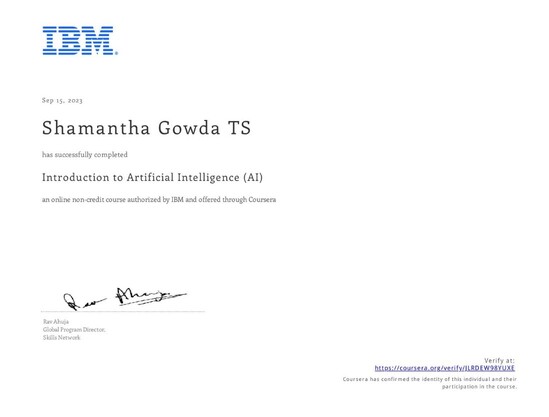 IBM®
Sep 15, 2023
Shamantha Gowda TS
has successfully completed
Introduction to Artificial Intelligence (AI)
an online non-credit course authorized by IBM and offered through Coursera
Rav Ahuja
Global Program Director,
Skills Network
Verify at:
https://coursera.org/verify/JLRDEW98YUXE
Coursera has confirmed the identity of this individual and their
participation in the course.